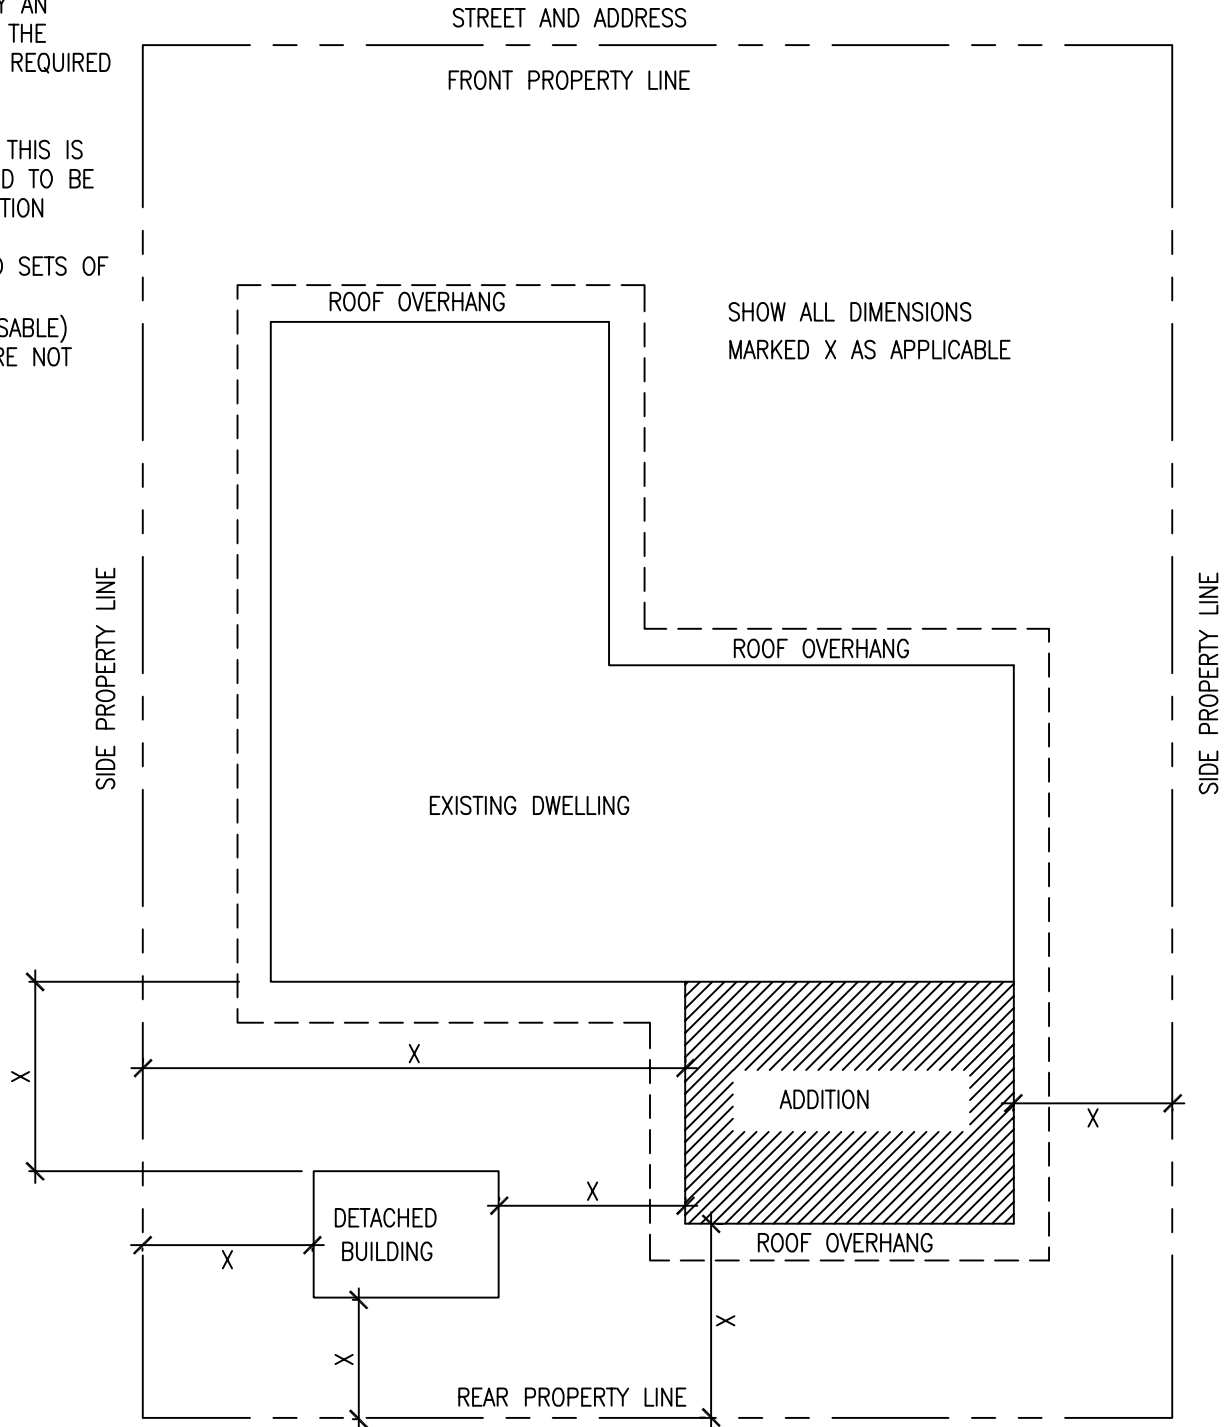 Y AN
THE
REQUIRED
THIS IS
D TO BE
TION
SETS OF
SABLE)
RE NOT
STREET AND ADDRESS
FRONT PROPERTY LINE
ROOF OVERHANG
SHOW ALL DIMENSIONS
MARKED X AS APPLICABLE
SIDE PROPERTY LINE
SIDE PROPERTY LINE
ROOF OVERHANG
EXISTING DWELLING
X
X
ADDITION
X
X
DETACHED
BUILDING
X
ROOF OVERHANG
X
X
REAR PROPERTY LINE